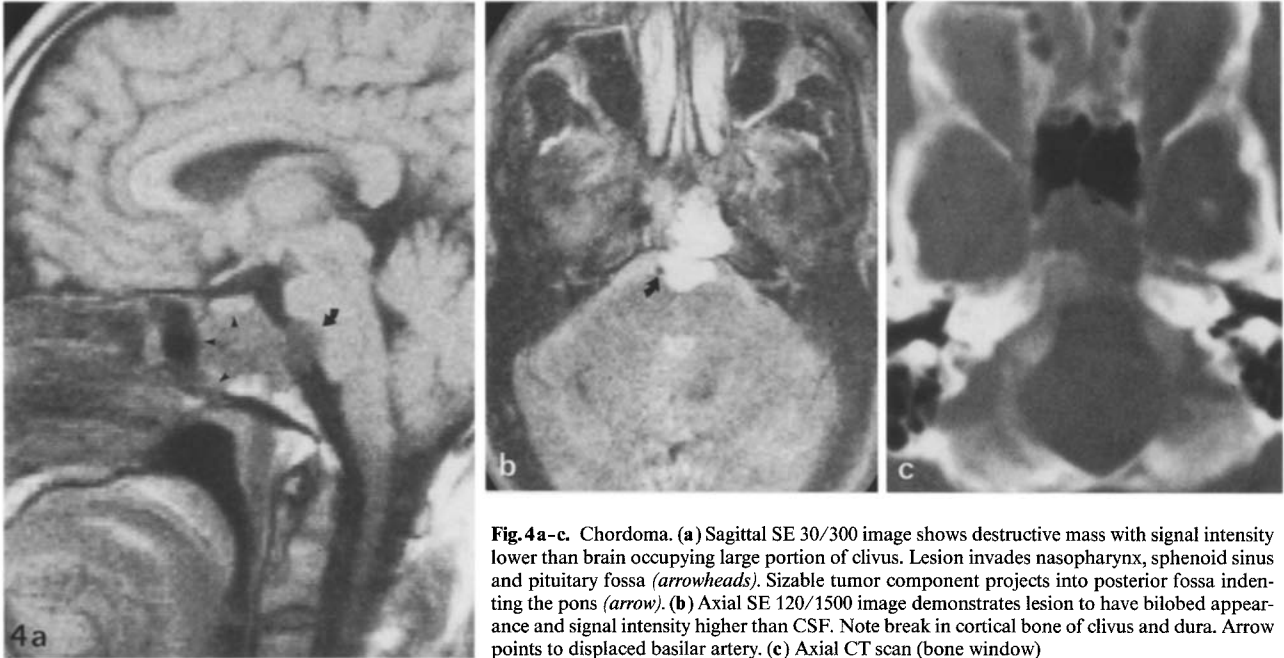 4a
b
c
Fig. 4a-c. Chordoma. (a) Sagittal SE 30/300 image shows destructive mass with signal intensity
lower than brain occupying large portion of clivus. Lesion invades nasopharynx, sphenoid sinus
and pituitary fossa (arrowheads). Sizable tumor component projects into posterior fossa inden-
ting the pons (arrow). (b) Axial SE 120/1500 image demonstrates lesion to have bilobed appear-
ance and signal intensity higher than CSF. Note break in cortical bone of clivus and dura. Arrow
points to displaced basilar artery. (c) Axial CT scan (bone window)